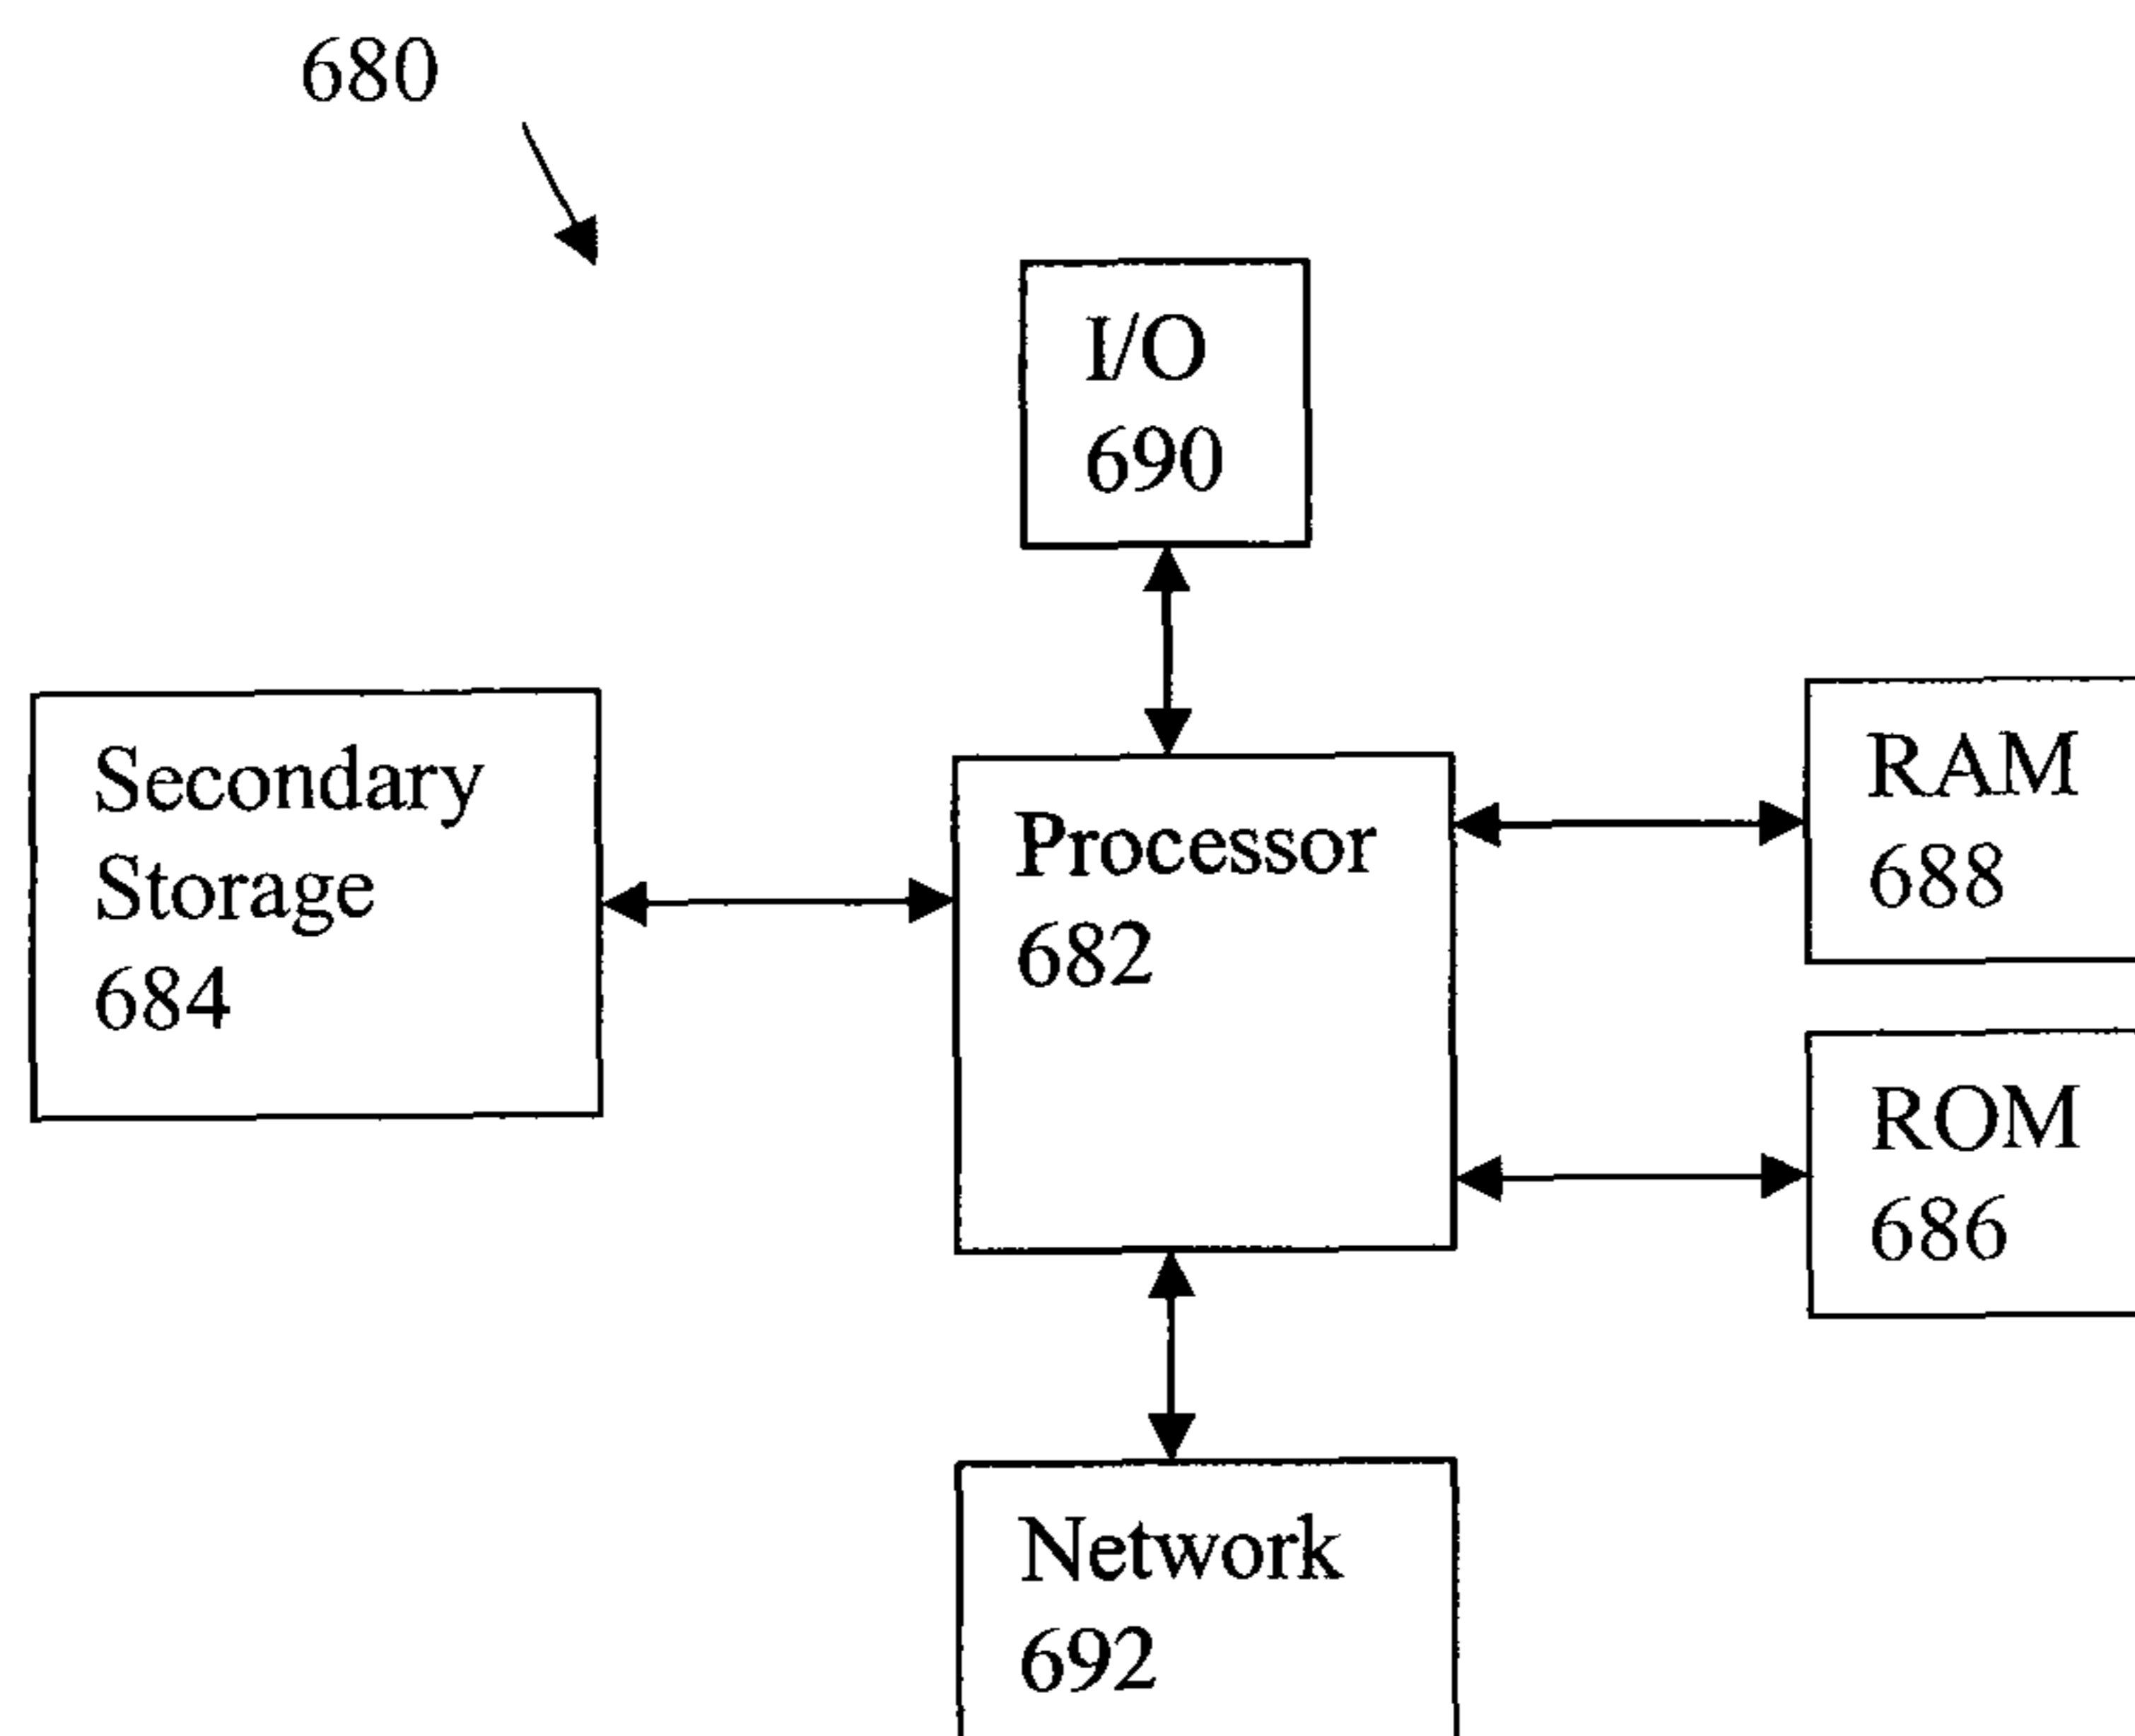 680
I/O
690
Secondary
Storage
684
Processor
682
RAM
688
ROM
686
Network
692